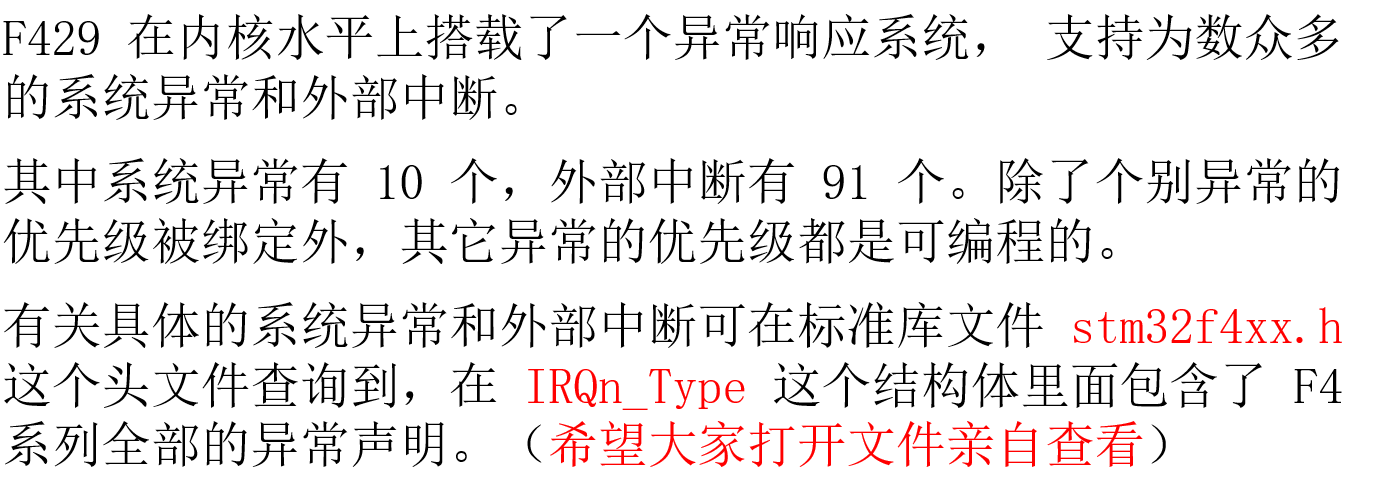 F429 在内核水平上搭载了一个异常响应系统， 支持为数众多
的系统异常和外部中断。
其中系统异常有 10 个，外部中断有 91 个。除了个别异常的
优先级被绑定外，其它异常的优先级都是可编程的。
有关具体的系统异常和外部中断可在标准库文件 stm32f4xx.h
这个头文件查询到，在 IRQn_Type 这个结构体里面包含了 F4
系列全部的异常声明。（希望大家打开文件亲自查看）